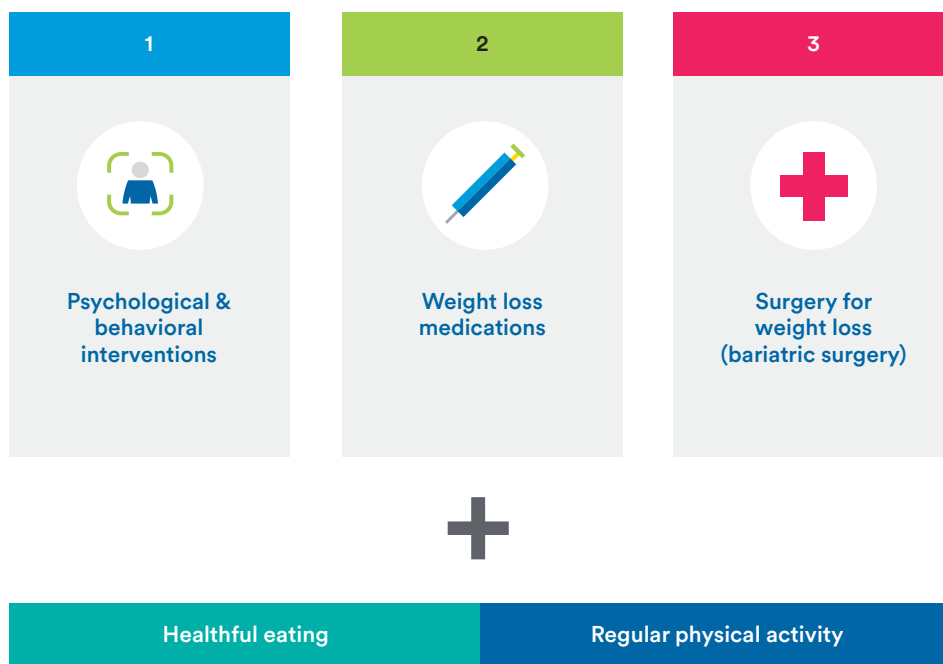 1
2
3
Psychological &
behavioral
interventions
Weight loss
medications
Surgery for
weight loss
(bariatric surgery)
Healthful eating
Regular physical activity